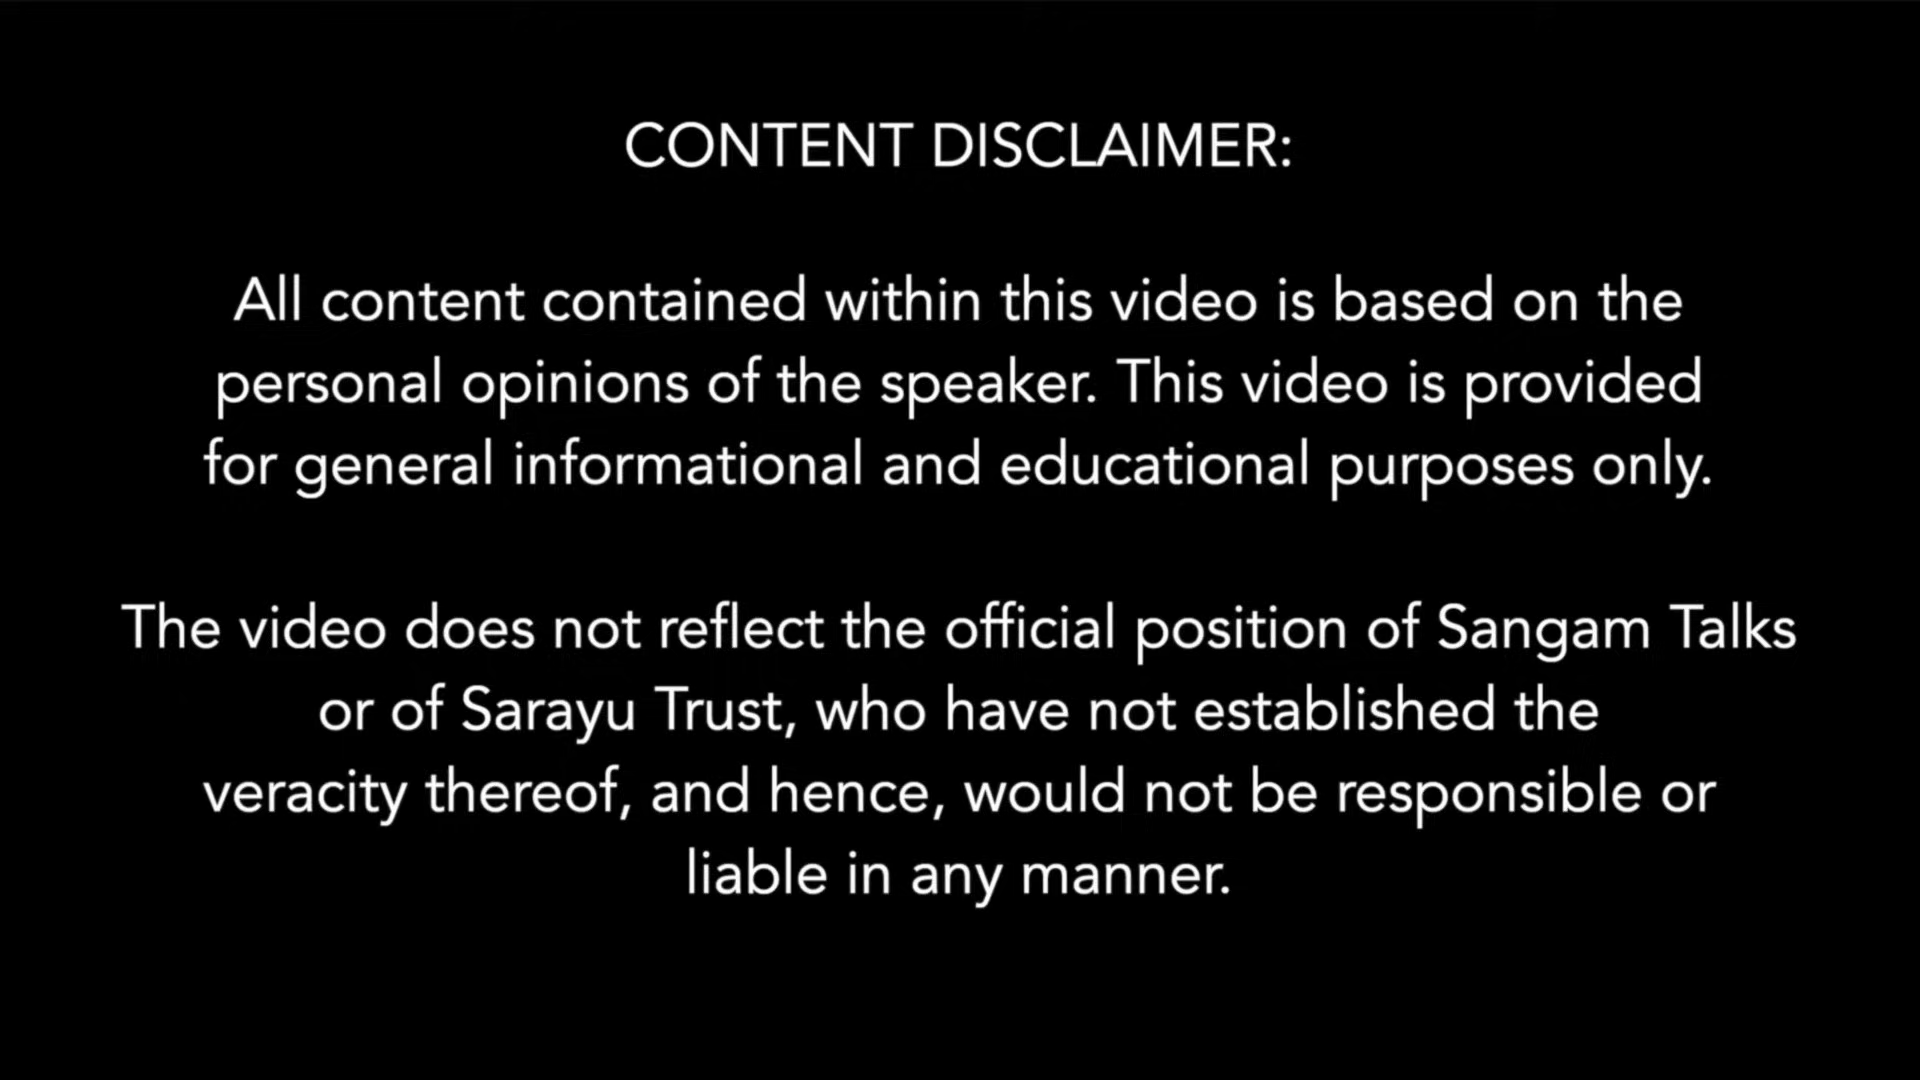 CONTENT DISCLAIMER:
All content contained within this video is based on the
personal opinions of the speaker. This video is provided
for general informational and educational purposes only.
The video does not reflect the official position of Sangam Talks
or of Sarayu Trust, who have not established the
veracity thereof, and hence, would not be responsible or
liable in any manner.